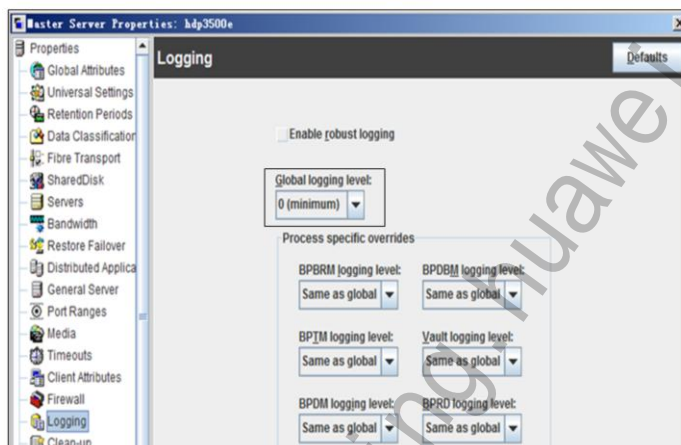 Master Server Properties: hdp3500e
Properties
Global Attributes
Universal Settings
Retention Periods
Data Classification
Fibre Transport
SharedDisk
Servers
Bandwidth
Restore Failover
Distributed Applica
General Server
Port Ranges
Media
Timeouts
Client Attributes
Firewall
Logging
Clean-up
Logging
Defaults
Enable robust logging
Global logging level:
0 (minimum)
Process specific overrides
BPBRM logging level:
BPDBM logging level:
Same as global
Same as global
BPTM logging level:
Vault logging level:
Same as global
Same as global
BPDM logging level:
BPRD logging level:
Same as global
Same as global
ing.huawei